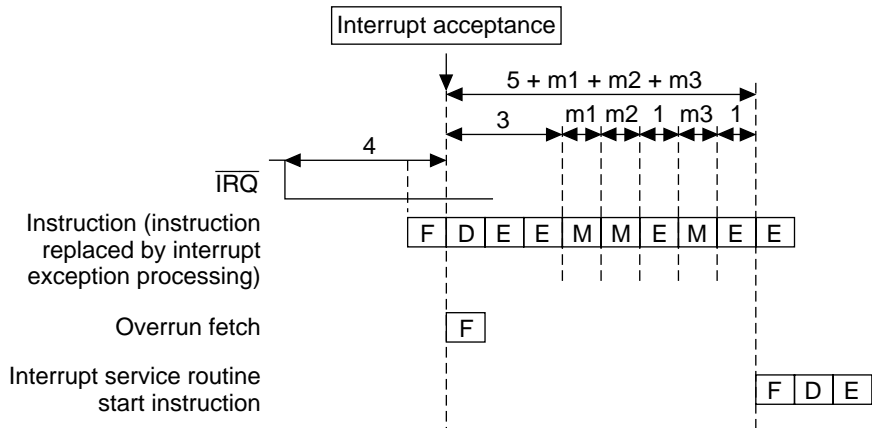 Interrupt acceptance
5 + m1 + m2 + m3
3 m1 m2 1 m3 1
4
IRQ
Instruction (instruction
replaced by interrupt
exception processing)
F D E E M M E M E E
Overrun fetch
F
Interrupt service routine
start instruction
F D E